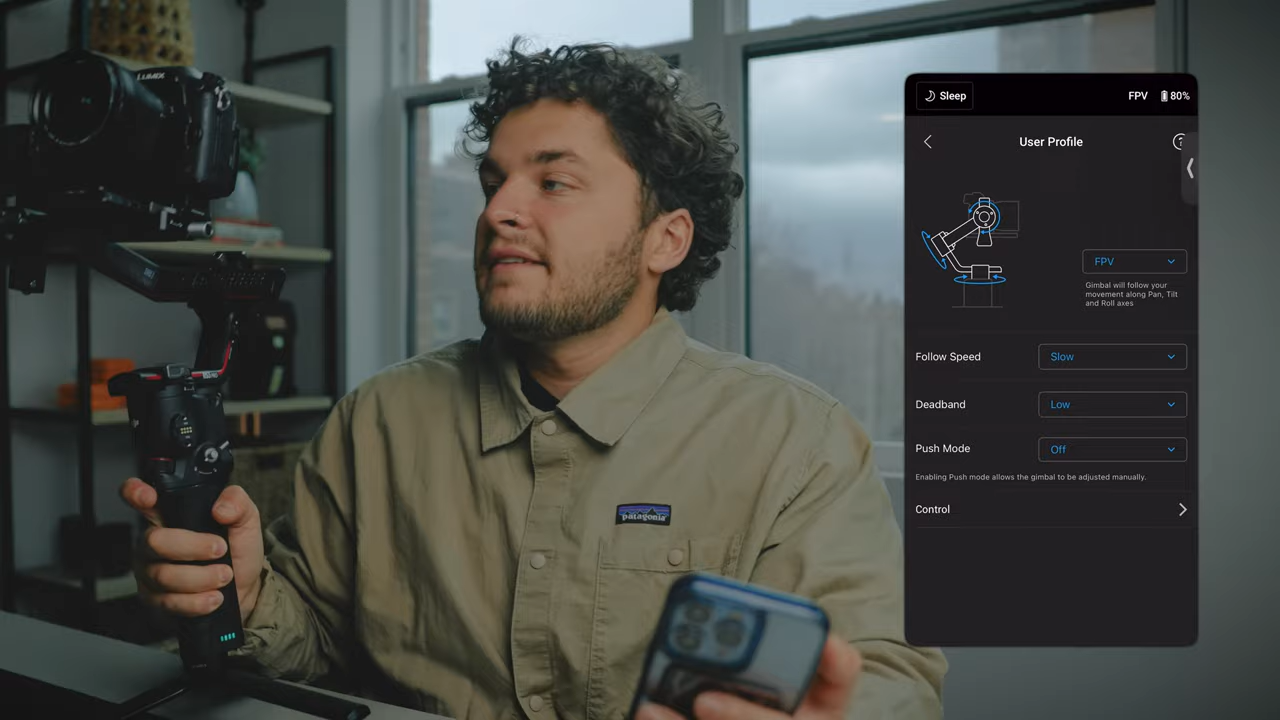 LUMIX
patagonia
Sleep
FPV
80%
User Profile
?
FPV
Gimbal will follow your
movement along Pan, Tilt
and Roll axes
Follow Speed
Slow
Deadband
Low
Push Mode
Off
Enabling Push mode allows the gimbal to be adjusted manually.
Control